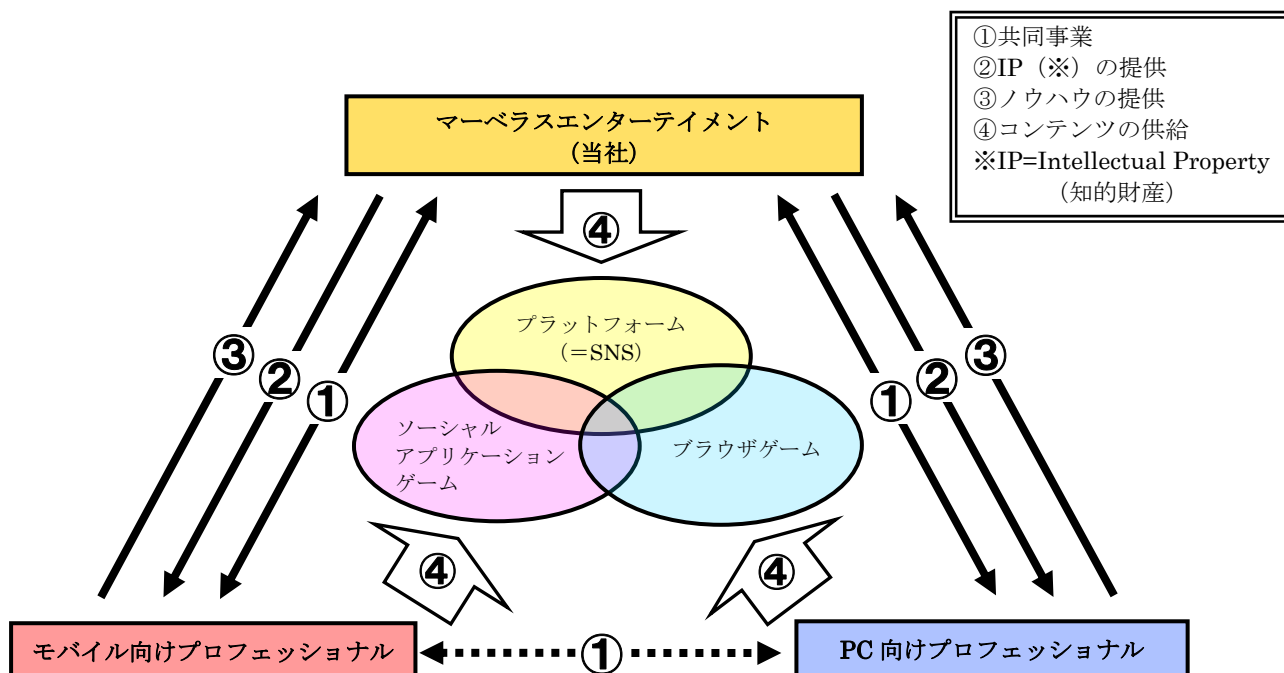 ①共同事業
②IP（※）の提供
③ノウハウの提供
④コンテンツの供給
※IP=Intellectual Property
（知的財産）
マーベラスエンターテイメント
（当社）
④
プラットフォーム
（＝SNS）
ソーシャル
アプリケーション
ゲーム
ブラウザゲーム
③
②
①
①
②
③
④
④
モバイル向けプロフェッショナル
①
PC 向けプロフェッショナル